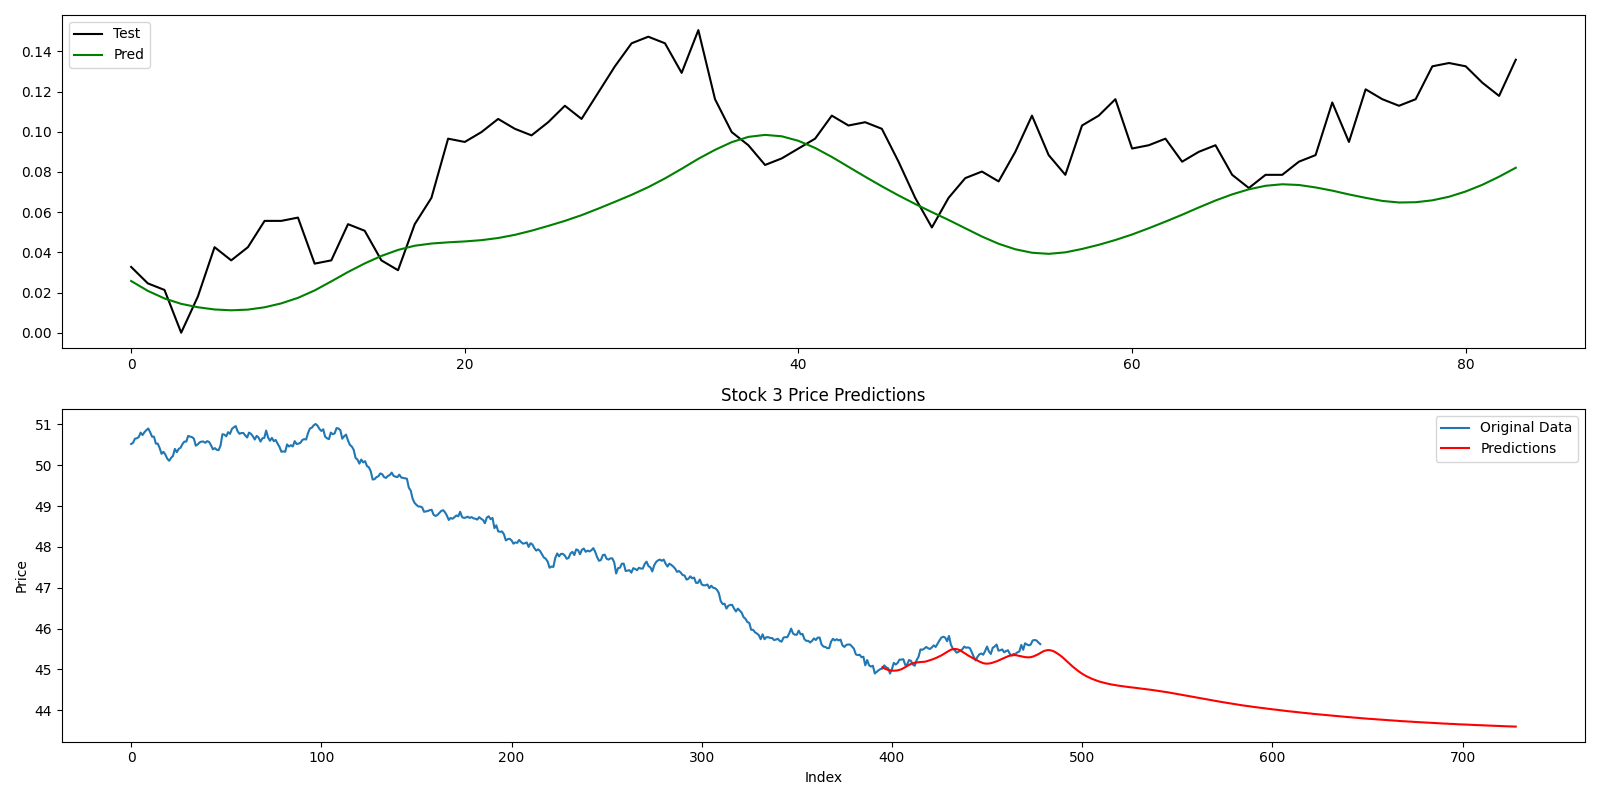 Test
Pred
0.14
0.12
0.10
0.08
0.06
0.04
0.02
0.00
0 20 40 60 80
Stock 3 Price Predictions
Original Data
Predictions
51
50
49
48
47
46
45
44
Price
0 100 200 300 400 500 600 700
Index